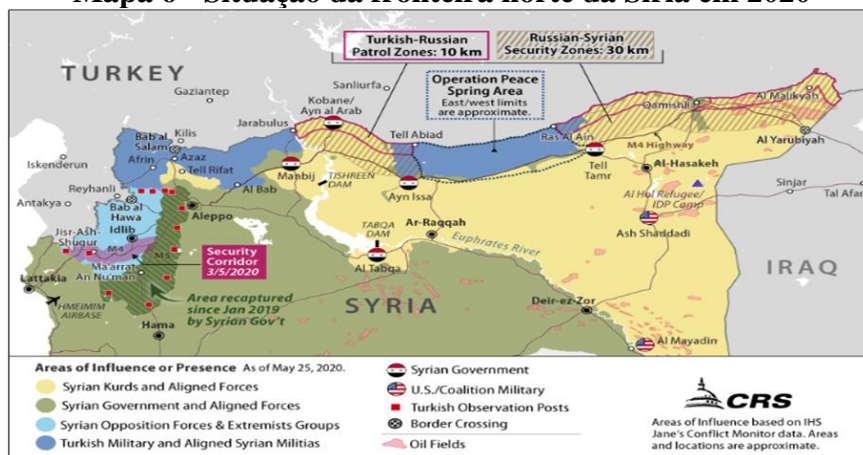 Mapa 6 - Situação da fronteira norte da Síria em 2020
Turkish-Russian
Patrol Zones: 10 km
Russian-Syrian
Security Zones: 30 km
TURKEY
Gaziantep
Sanliurfa
Kobane/
Ayn al Arab
Operation Peace
Spring Area
East/west limits
are approximate.
Qamishli
Al Malikyah
Jarabulus
Kilis
Bab al
Salam
Azaz
Afrin
Tell Rifat
Tell Abiad
Ras Al Ain
M4 Highway
Al Yarubiyah
Iskenderun
Reyhanli
Antakya
Bab al
Hawa
Idlib
Al Bab
Manbij
TISHREEN
DAM
Ayn Issa
Tell
Tamr
Al-Hasakeh
Sinjar
Tal Afar
Al Hol Refugee/
IDP Camp
Aleppo
Jisr-Ash
Shugur
M4
M5
Ma'arrat
An Nu'man
Security
Corridor
3/5/2020
TABQA
DAM
Ar-Raqqah
Al Tabqa
Euphrates River
Ash Shaddadi
IRAQ
Lattakia
HMEIMIM
AIRBASE
Area recaptured
since Jan 2019
by Syrian Gov't
SYRIA
Deir-ez-Zor
Hama
Al Mayadin
Areas of Influence or Presence As of May 25, 2020.
Syrian Kurds and Aligned Forces
Syrian Government and Aligned Forces
Syrian Opposition Forces & Extremists Groups
Turkish Military and Aligned Syrian Militias
Syrian Government
U.S./Coalition Military
Turkish Observation Posts
Border Crossing
Oil Fields
CRS
Areas of Influence based on IHS
Jane's Conflict Monitor data. Areas
and locations are approximate.